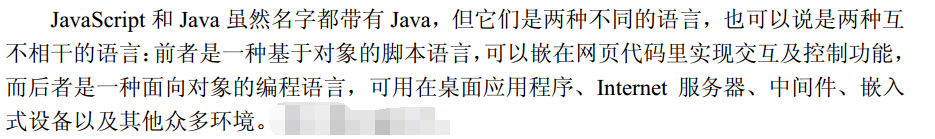 JavaScript 和 Java 虽然名字都带有 Java，但它们是两种不同的语言，也可以说是两种互
不相干的语言：前者是一种基于对象的脚本语言，可以嵌在网页代码里实现交互及控制功能，
而后者是一种面向对象的编程语言，可用在桌面应用程序、Internet 服务器、中间件、嵌入
式设备以及其他众多环境。